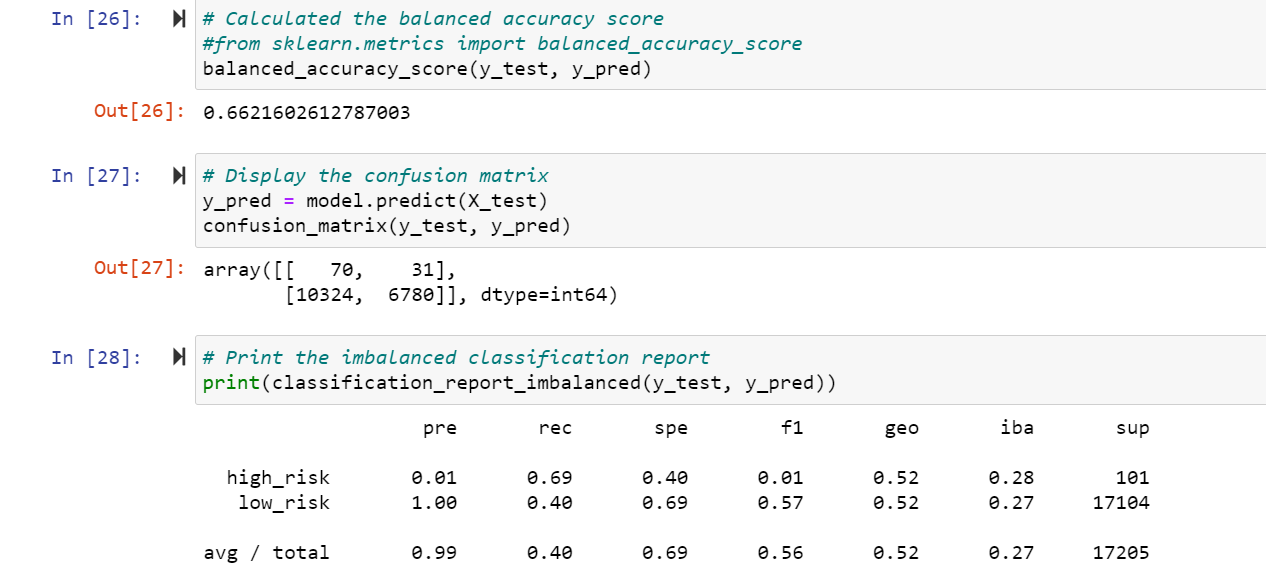 In [26]: # Calculated the balanced accuracy score
#from sklearn.metrics import balanced_accuracy_score
balanced_accuracy_score(y_test, y_pred)
Out[26]: 0.6621602612787003
In [27]: # Display the confusion matrix
y_pred = model.predict(X_test)
confusion_matrix(y_test, y_pred)
Out[27]: array([[   70,    31],
       [10324,  6780]], dtype=int64)
In [28]: # Print the imbalanced classification report
print(classification_report_imbalanced(y_test, y_pred))
pre rec spe f1 geo iba sup
high_risk 0.01 0.69 0.40 0.01 0.52 0.28 101
low_risk 1.00 0.40 0.69 0.57 0.52 0.27 17104
avg / total 0.99 0.40 0.69 0.56 0.52 0.27 17205